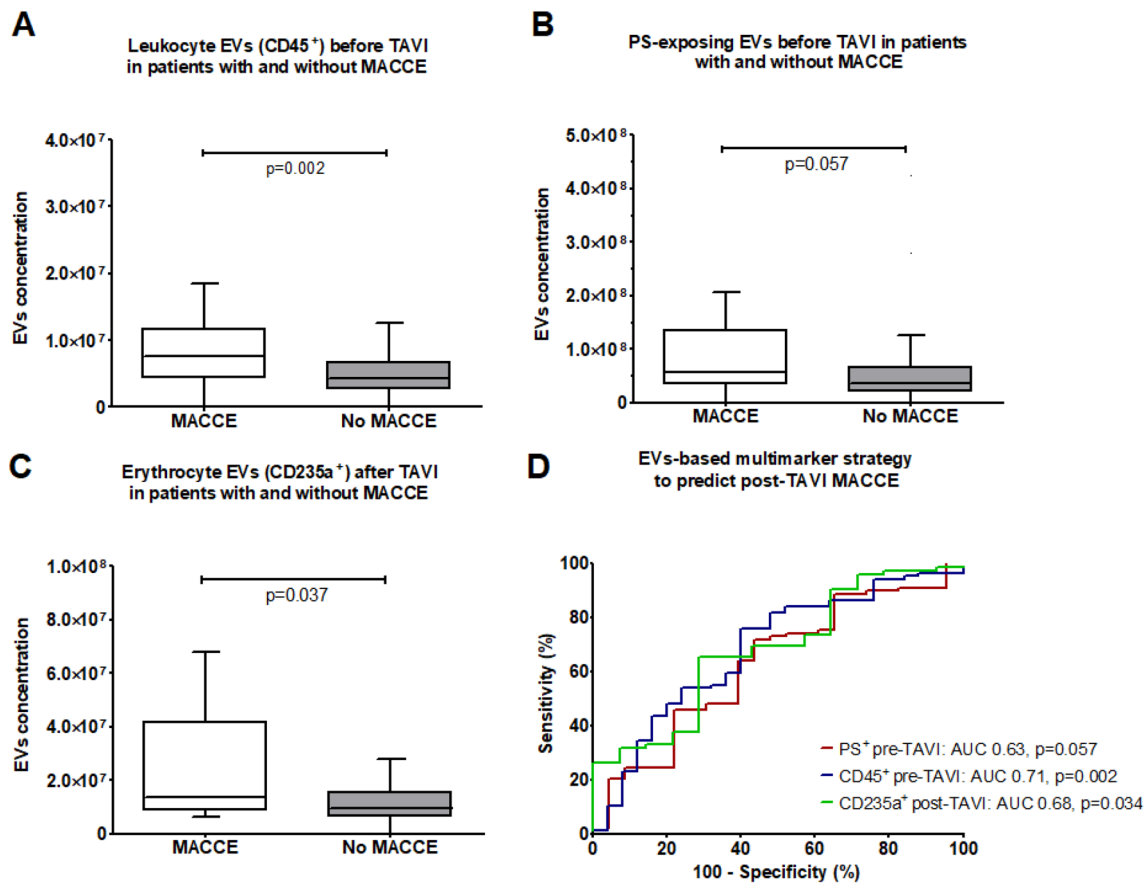 A
Leukocyte EVs (CD45⁺) before TAVI
in patients with and without MACCE
4.0×10⁷
3.0×10⁷
2.0×10⁷
1.0×10⁷
0
EVs concentration
p=0.002
MACCE
No MACCE
B
PS-exposing EVs before TAVI in patients
with and without MACCE
5.0×10⁸
4.0×10⁸
3.0×10⁸
2.0×10⁸
1.0×10⁸
0
EVs concentration
p=0.057
MACCE
No MACCE
C
Erythrocyte EVs (CD235a⁺) after TAVI
in patients with and without MACCE
1.0×10⁸
8.0×10⁷
6.0×10⁷
4.0×10⁷
2.0×10⁷
0
EVs concentration
p=0.037
MACCE
No MACCE
D
EVs-based multimarker strategy
to predict post-TAVI MACCE
100
80
60
40
20
0
Sensitivity (%)
PS⁺ pre-TAVI: AUC 0.63, p=0.057
CD45⁺ pre-TAVI: AUC 0.71, p=0.002
CD235a⁺ post-TAVI: AUC 0.68, p=0.034
0
20
40
60
80
100
100 - Specificity (%)